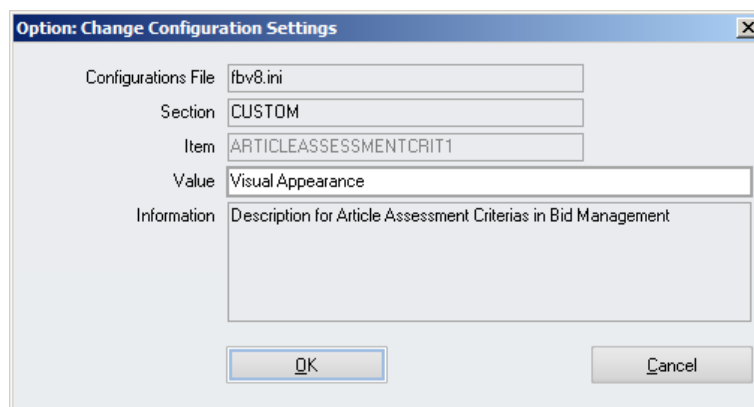 Option: Change Configuration Settings
Configurations File fbv8.ini
Section CUSTOM
Item ARTICLEASSESSMENTCRIT1
Value Visual Appearance
Information Description for Article Assessment Criterias in Bid Management
OK Cancel